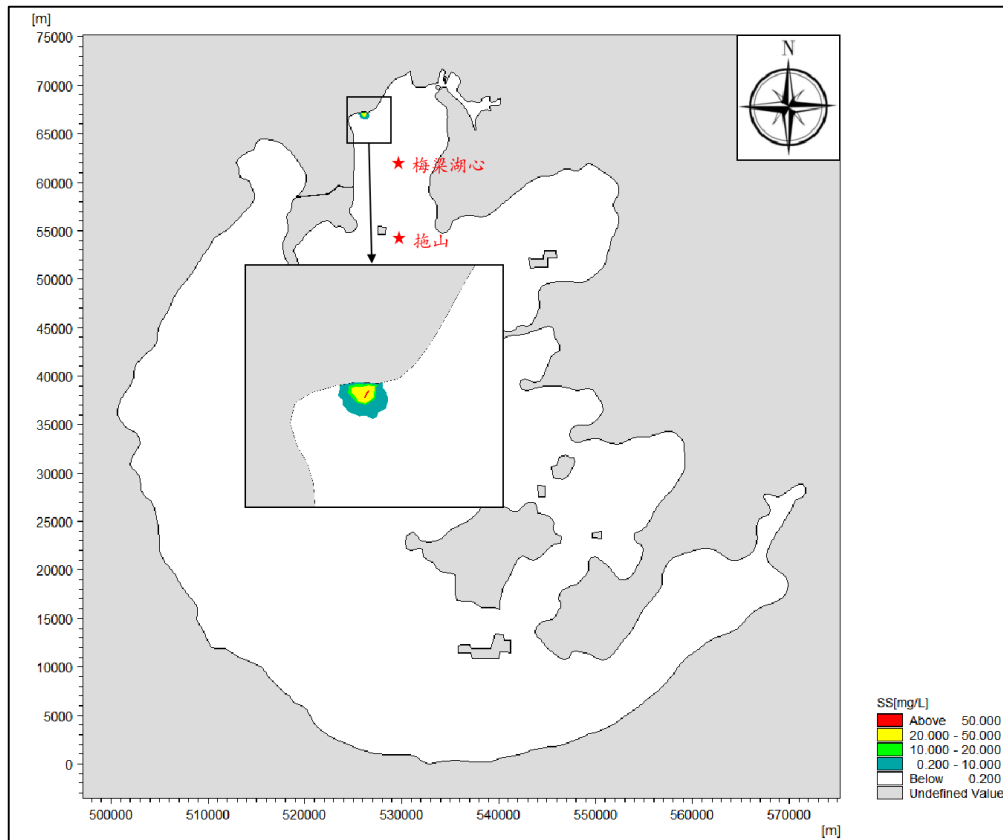 [m]
75000
70000
65000
60000
55000
50000
45000
40000
35000
30000
25000
20000
15000
10000
5000
0
N
梅梁湖心
拖山
SS[mg/L]
Above 50.000
20.000 - 50.000
10.000 - 20.000
0.200 - 10.000
Below 0.200
Undefined Value
500000 510000 520000 530000 540000 550000 560000 570000
[m]